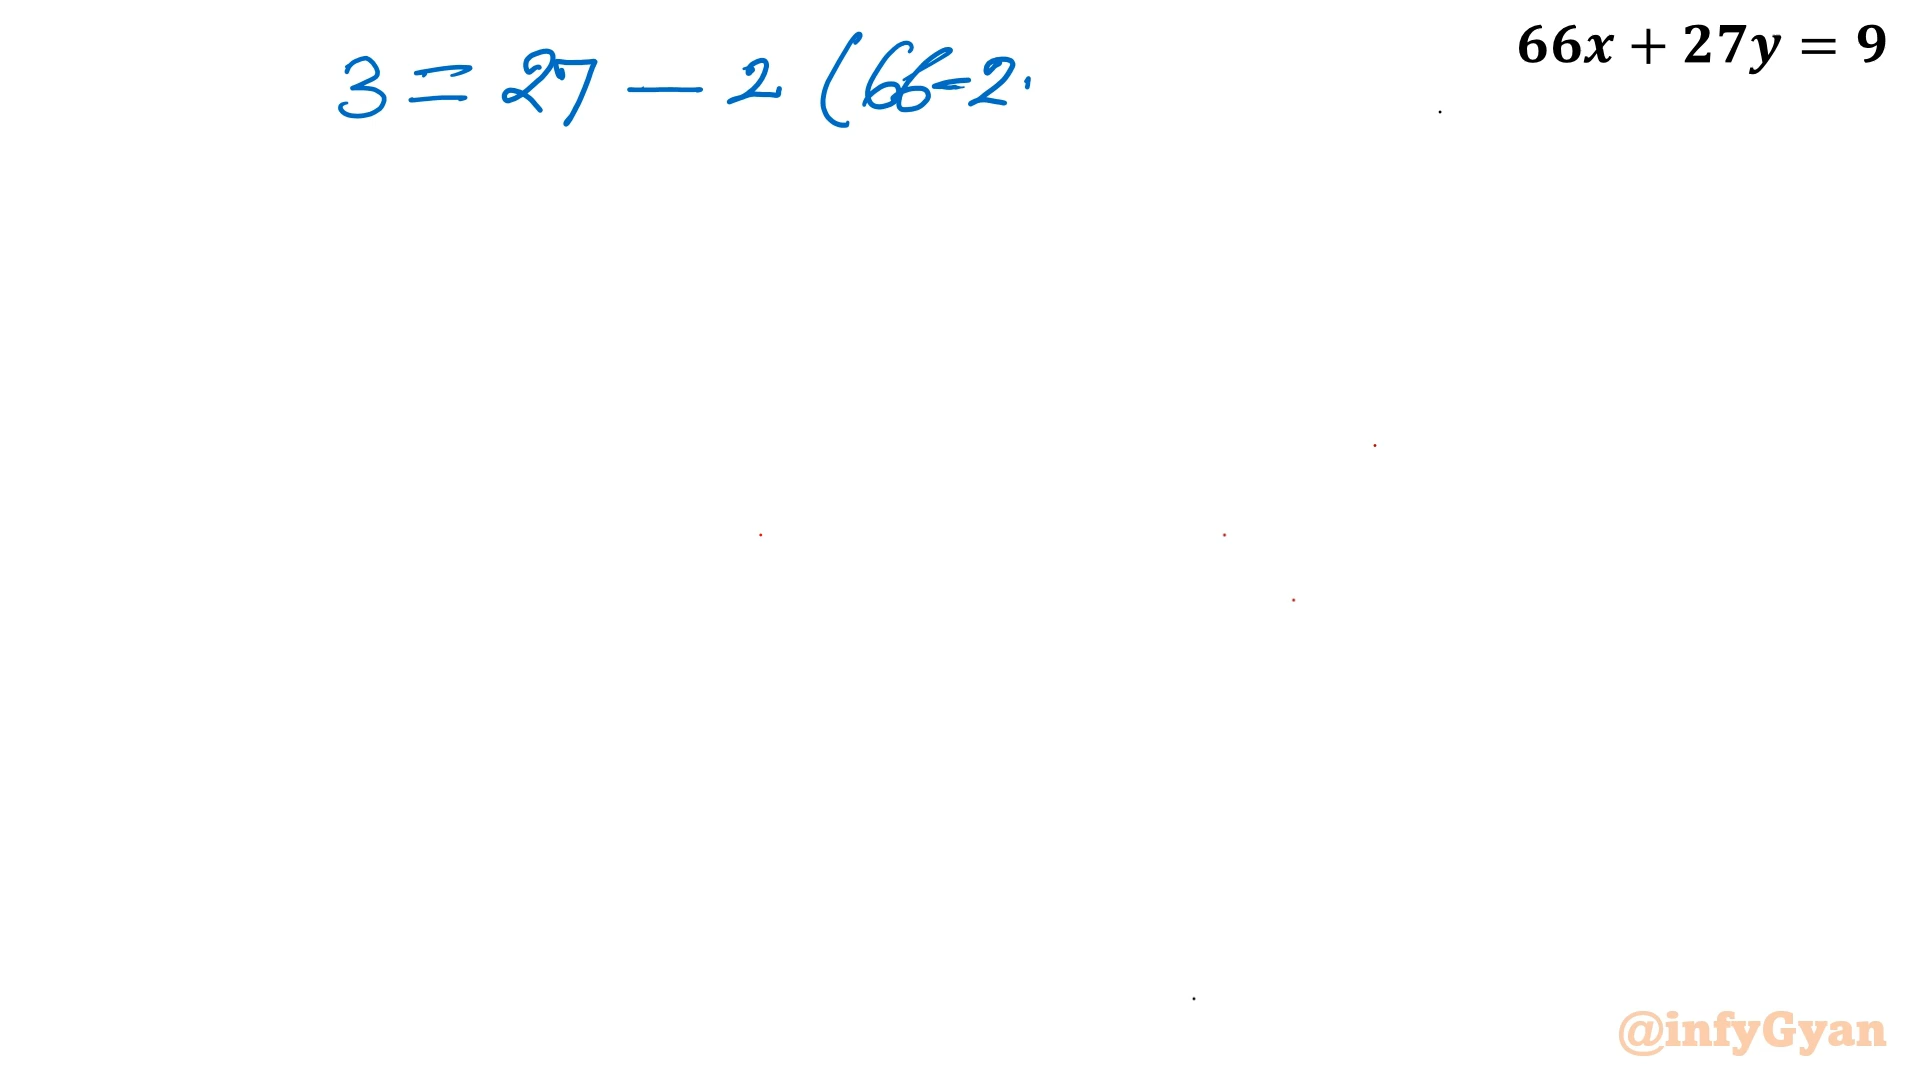 66x + 27y = 9
3 = 27 — 2 (66-2
@infyGyan